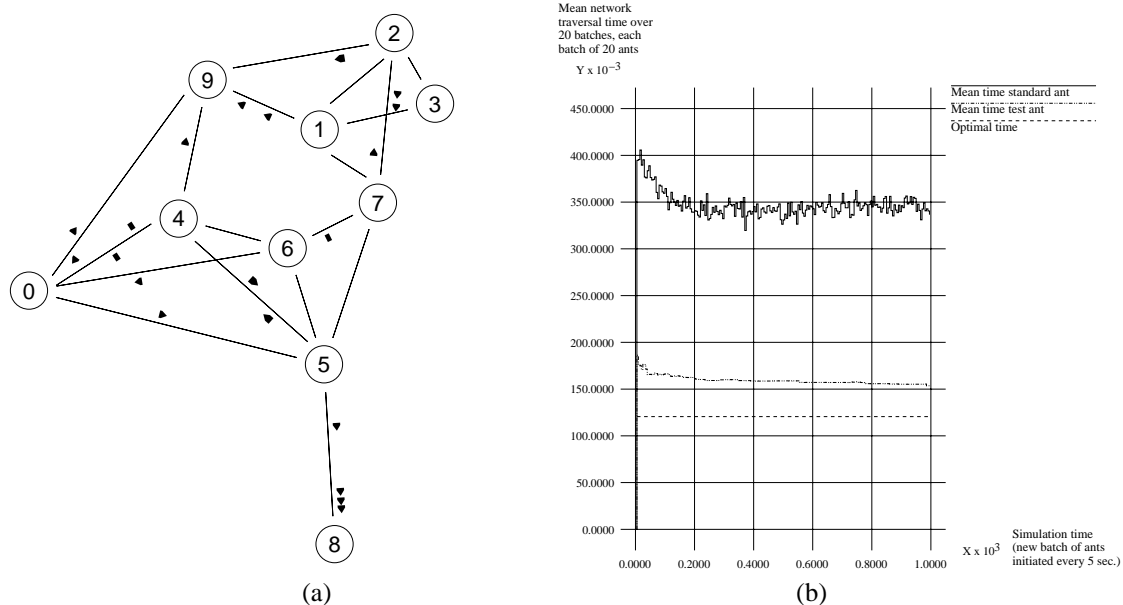 2
9
3
1
4
7
6
0
5
8
(a)
Mean network
traversal time over
20 batches, each
batch of 20 ants
Y x 10⁻³
450.0000
400.0000
350.0000
300.0000
250.0000
200.0000
150.0000
100.0000
50.0000
0.0000
0.0000 0.2000 0.4000 0.6000 0.8000 1.0000
X x 10³
Mean time standard ant
Mean time test ant
Optimal time
Simulation time
(new batch of ants
initiated every 5 sec.)
(b)